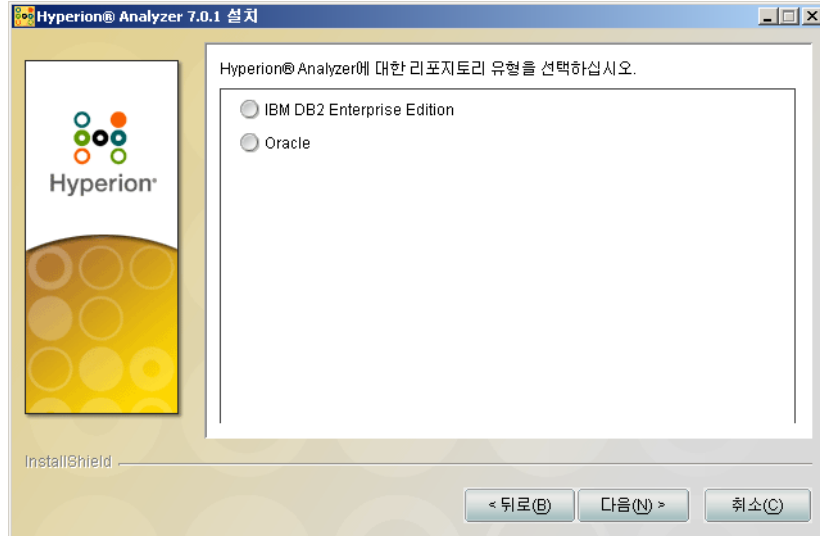 Hyperion® Analyzer 7.0.1 설치
Hyperion® Analyzer에 대한 리포지토리 유형을 선택하십시오.
IBM DB2 Enterprise Edition
Oracle
Hyperion®
InstallShield
< 뒤로(B)
다음(N) >
취소(C)